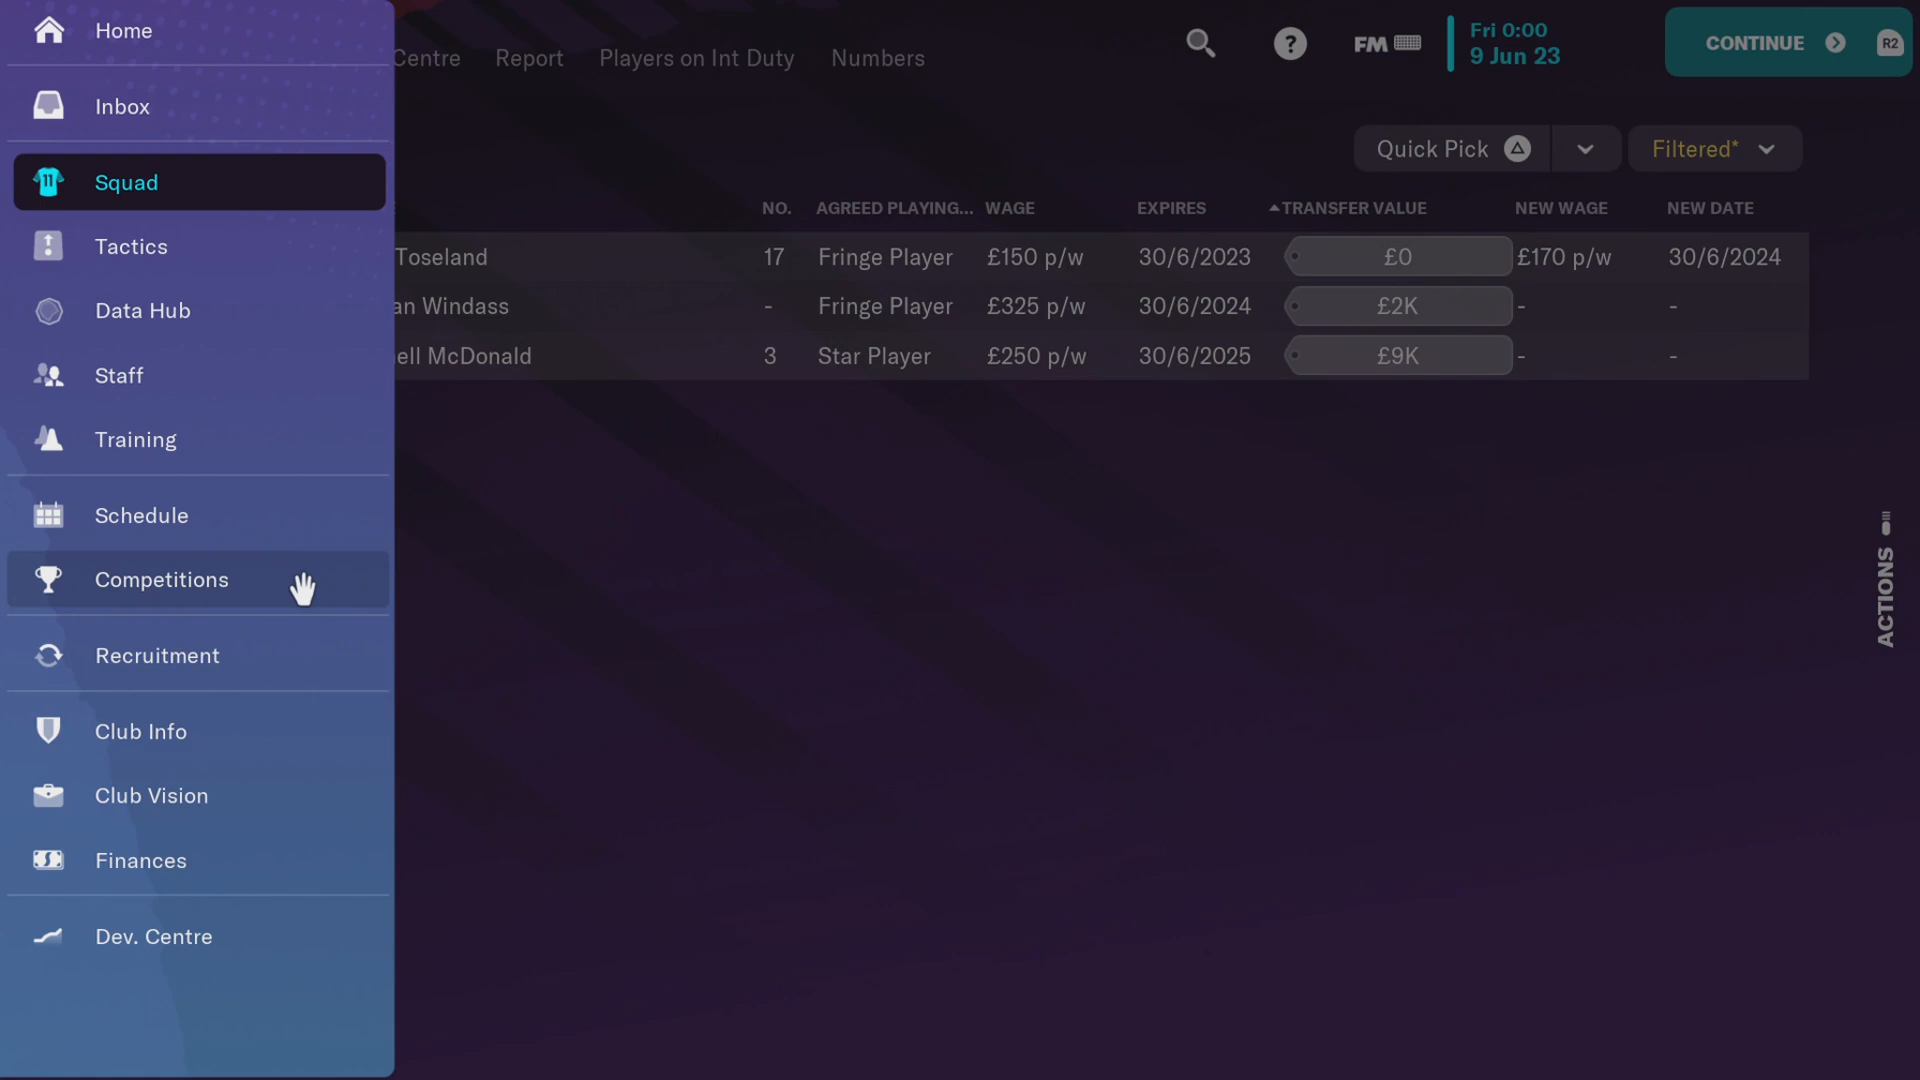 Home
Inbox
11
Squad
Tactics
Data Hub
Staff
Training
Schedule
Competitions
Recruitment
Club Info
Club Vision
Finances
Dev. Centre
Centre
Report
Players on Int Duty
Numbers
?
FM
Fri 0:00
9 Jun 23
CONTINUE
R2
Quick Pick
Filtered*
NO. AGREED PLAYING... WAGE EXPIRES TRANSFER VALUE NEW WAGE NEW DATE
Toseland 17 Fringe Player £150 p/w 30/6/2023 £0 £170 p/w 30/6/2024
an Windass - Fringe Player £325 p/w 30/6/2024 £2K - -
ell McDonald 3 Star Player £250 p/w 30/6/2025 £9K - -
ACTIONS